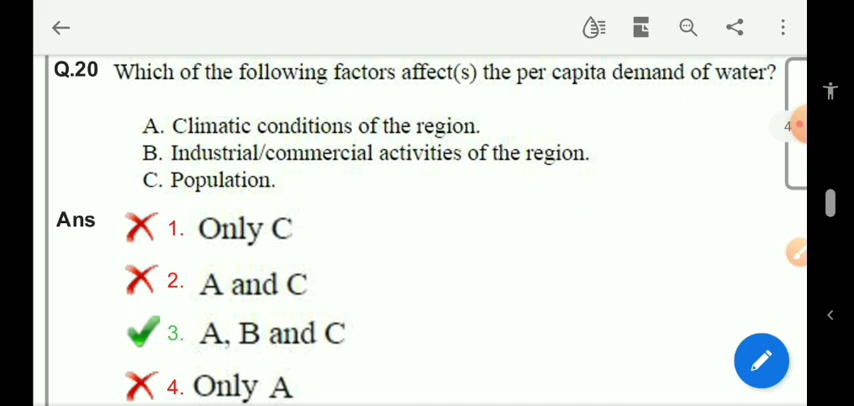 Q.20 Which of the following factors affect(s) the per capita demand of water?
A. Climatic conditions of the region.
B. Industrial/commercial activities of the region.
4
C. Population.
Ans 1. Only C
2. A and C
3. A, B and C
4. Only A